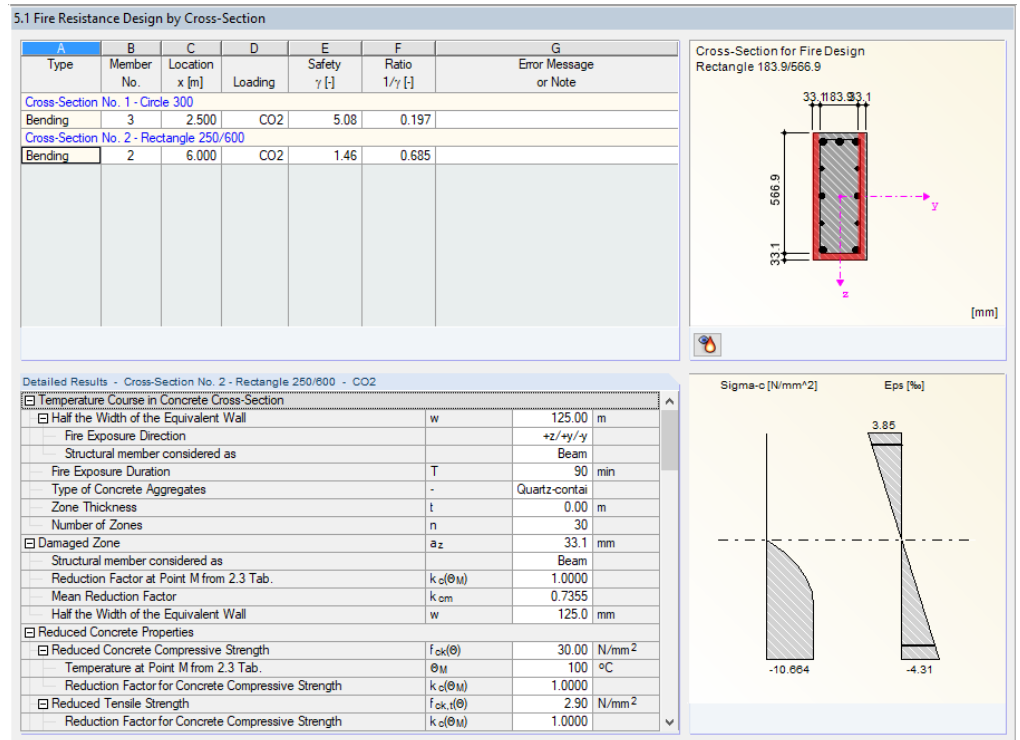 5.1 Fire Resistance Design by Cross-Section
A B C D E F G
Type Member Location Safety Ratio Error Message
No. x [m] Loading γ [-] 1/γ [-] or Note
Cross-Section No. 1 - Circle 300
Bending 3 2.500 CO2 5.08 0.197
Cross-Section No. 2 - Rectangle 250/600
Bending 2 6.000 CO2 1.46 0.685
Cross-Section for Fire Design
Rectangle 183.9/566.9
33.1 183.9 33.1
566.9
33.1
y
z
[mm]
Detailed Results - Cross-Section No. 2 - Rectangle 250/600 - CO2
Temperature Course in Concrete Cross-Section
Half the Width of the Equivalent Wall w 125.00 m
Fire Exposure Direction +z/+y/-y
Structural member considered as Beam
Fire Exposure Duration T 90 min
Type of Concrete Aggregates - Quartz-contai
Zone Thickness t 0.00 m
Number of Zones n 30
Damaged Zone az 33.1 mm
Structural member considered as Beam
Reduction Factor at Point M from 2.3 Tab. kc(ΘM) 1.0000
Mean Reduction Factor kcm 0.7355
Half the Width of the Equivalent Wall w 125.0 mm
Reduced Concrete Properties
Reduced Concrete Compressive Strength fck(Θ) 30.00 N/mm2
Temperature at Point M from 2.3 Tab. ΘM 100 ºC
Reduction Factor for Concrete Compressive Strength kc(ΘM) 1.0000
Reduced Tensile Strength fck,t(Θ) 2.90 N/mm2
Reduction Factor for Concrete Compressive Strength kc(ΘM) 1.0000
Sigma-c [N/mm^2] Eps [‰]
3.85
-10.664 -4.31